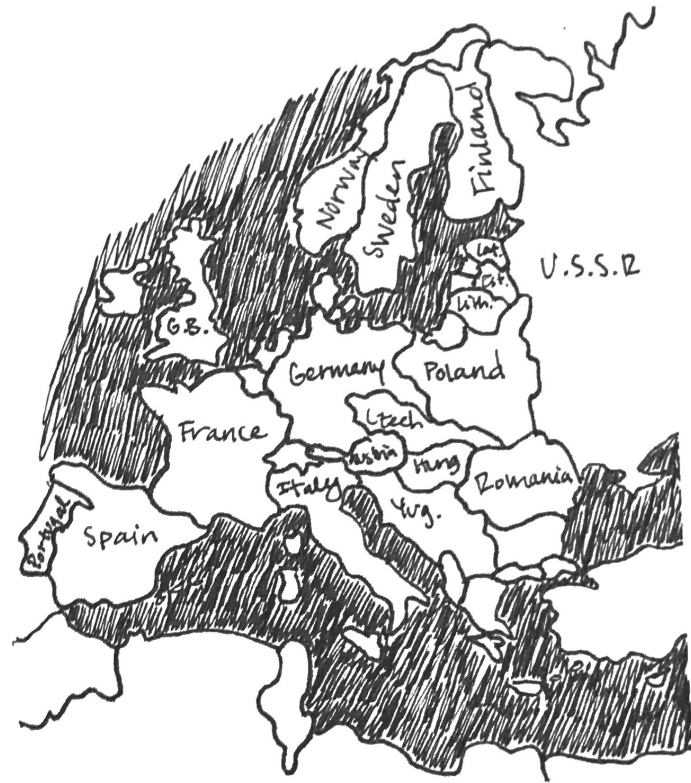 Finland
Norway
Sweden
Lat.
U.S.S.R
Est.
Lith.
G.B.
Germany
Poland
Czech
France
Austria
Hung
Italy
Romania
Yug.
Portugal
Spain